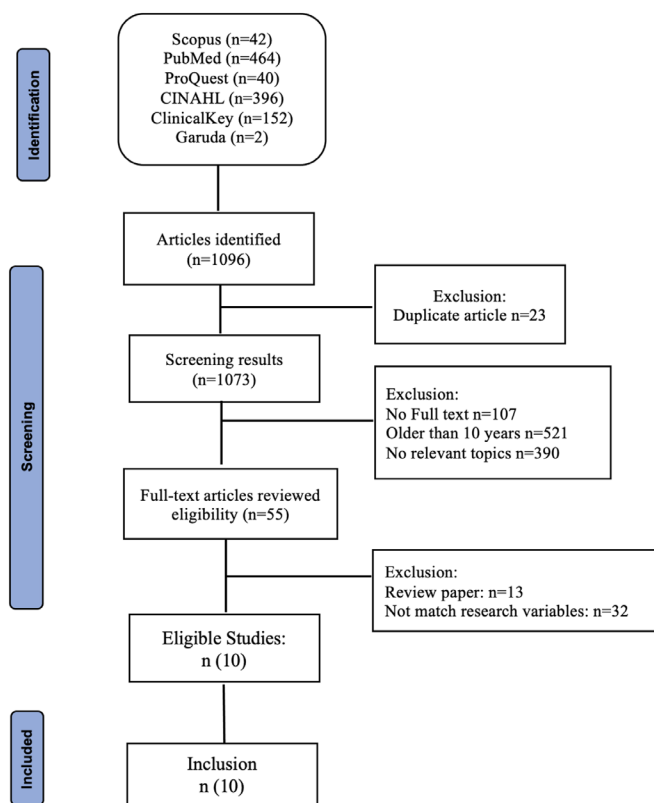 Identification
Scopus (n=42)
PubMed (n=464)
ProQuest (n=40)
CINAHL (n=396)
ClinicalKey (n=152)
Garuda (n=2)
Articles identified
(n=1096)
Exclusion:
Duplicate article n=23
Screening
Screening results
(n=1073)
Exclusion:
No Full text n=107
Older than 10 years n=521
No relevant topics n=390
Full-text articles reviewed
eligibility (n=55)
Exclusion:
Review paper: n=13
Not match research variables: n=32
Eligible Studies:
n (10)
Included
Inclusion
n (10)